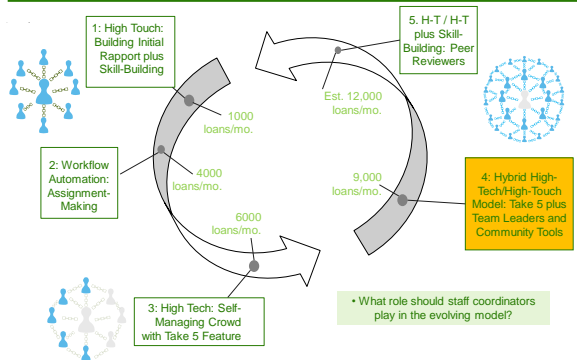 1: High Touch:
Building Initial
Rapport plus
Skill-Building
5. H-T / H-T
plus Skill-
Building: Peer
Reviewers
1000
loans/mo.
Est. 12,000
loans/mo.
2: Workflow
Automation:
Assignment-
Making
4000
loans/mo.
9,000
loans/mo.
4: Hybrid High-
Tech/High-Touch
Model: Take 5 plus
Team Leaders and
Community Tools
6000
loans/mo.
3: High Tech: Self-
Managing Crowd
with Take 5 Feature
• What role should staff coordinators
play in the evolving model?